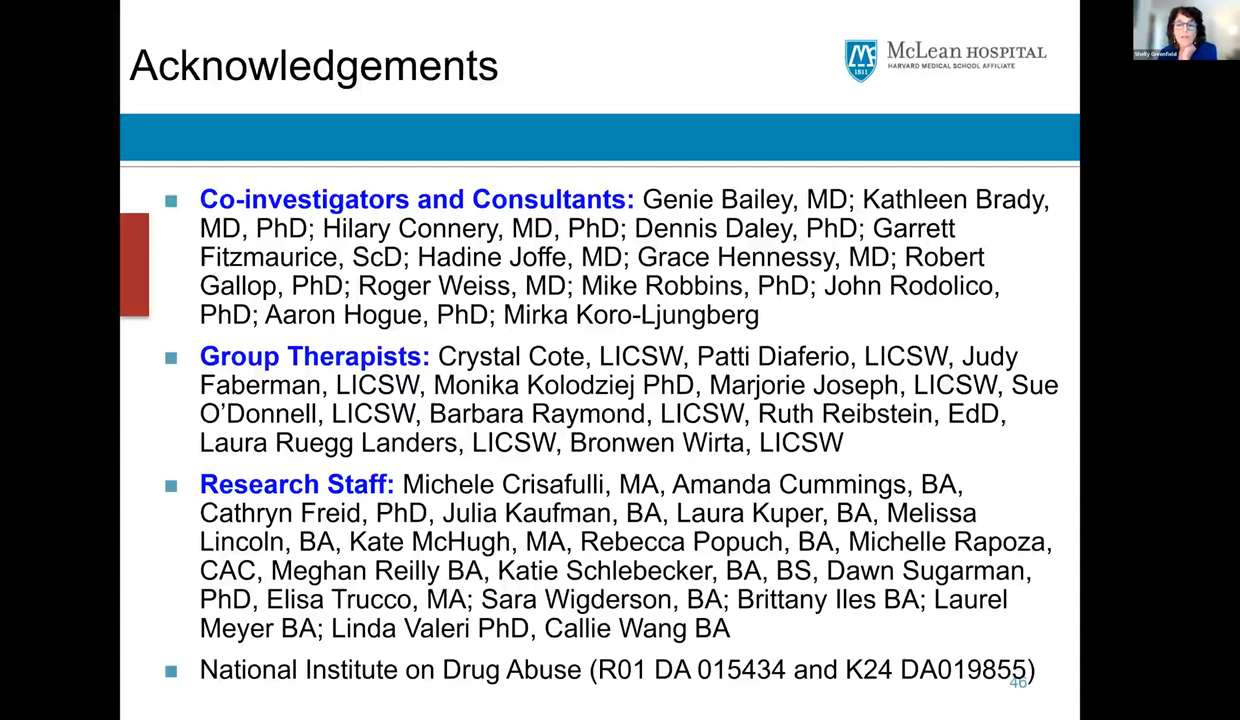 Acknowledgements
McLean HOSPITAL
HARVARD MEDICAL SCHOOL AFFILIATE
1811
Shelly Greenfield
Co-investigators and Consultants: Genie Bailey, MD; Kathleen Brady,
MD, PhD; Hilary Connery, MD, PhD; Dennis Daley, PhD; Garrett
Fitzmaurice, ScD; Hadine Joffe, MD; Grace Hennessy, MD; Robert
Gallop, PhD; Roger Weiss, MD; Mike Robbins, PhD; John Rodolico,
PhD; Aaron Hogue, PhD; Mirka Koro-Ljungberg
Group Therapists: Crystal Cote, LICSW, Patti Diaferio, LICSW, Judy
Faberman, LICSW, Monika Kolodziej PhD, Marjorie Joseph, LICSW, Sue
O’Donnell, LICSW, Barbara Raymond, LICSW, Ruth Reibstein, EdD,
Laura Ruegg Landers, LICSW, Bronwen Wirta, LICSW
Research Staff: Michele Crisafulli, MA, Amanda Cummings, BA,
Cathryn Freid, PhD, Julia Kaufman, BA, Laura Kuper, BA, Melissa
Lincoln, BA, Kate McHugh, MA, Rebecca Popuch, BA, Michelle Rapoza,
CAC, Meghan Reilly BA, Katie Schlebecker, BA, BS, Dawn Sugarman,
PhD, Elisa Trucco, MA; Sara Wigderson, BA; Brittany Iles BA; Laurel
Meyer BA; Linda Valeri PhD, Callie Wang BA
National Institute on Drug Abuse (R01 DA 015434 and K24 DA019855)
46